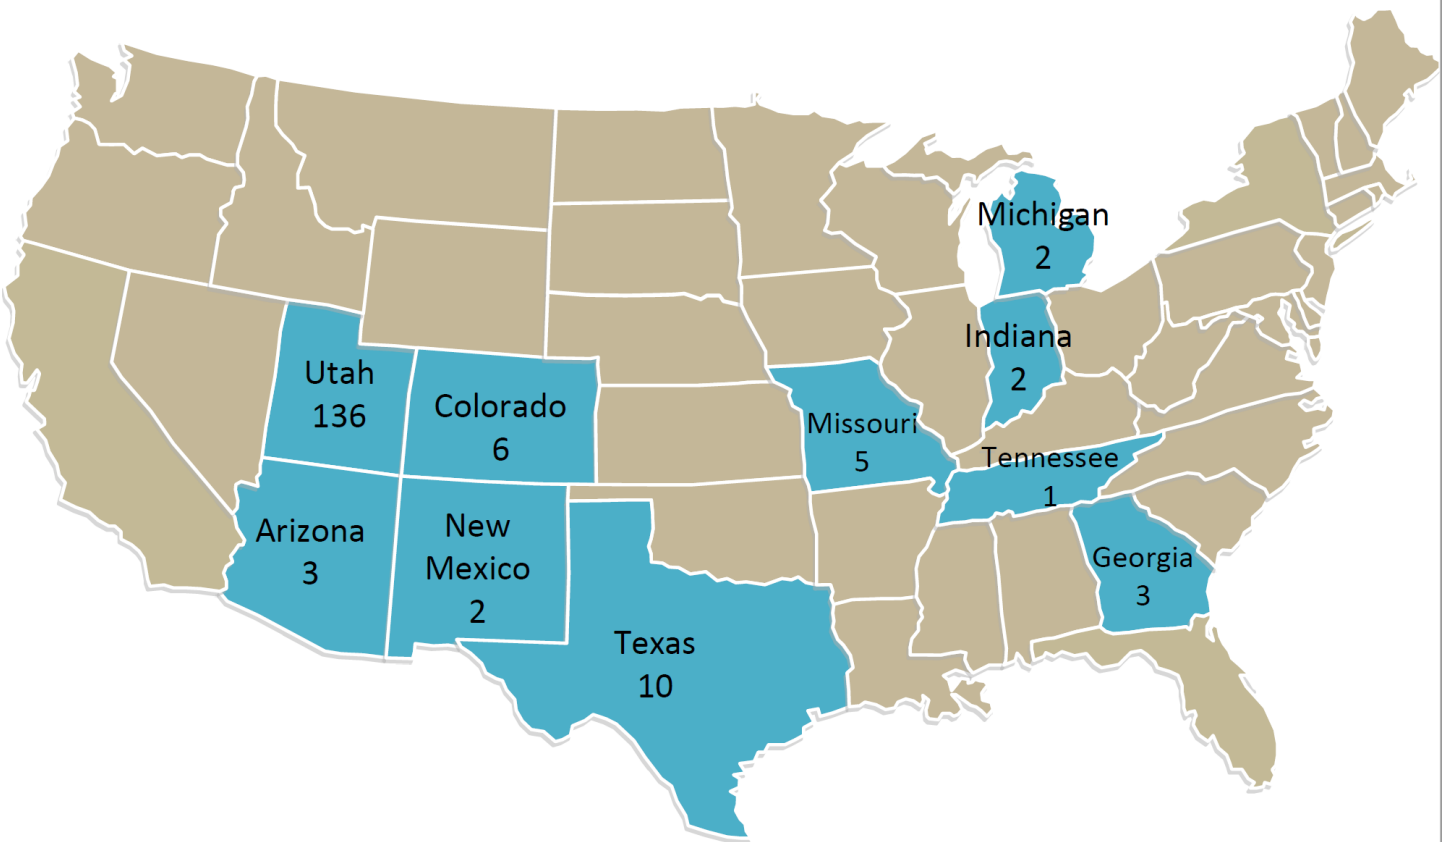 Michigan
2
Indiana
2
Utah
136
Colorado
6
Missouri
5
Tennessee
1
Arizona
3
New
Mexico
2
Georgia
3
Texas
10